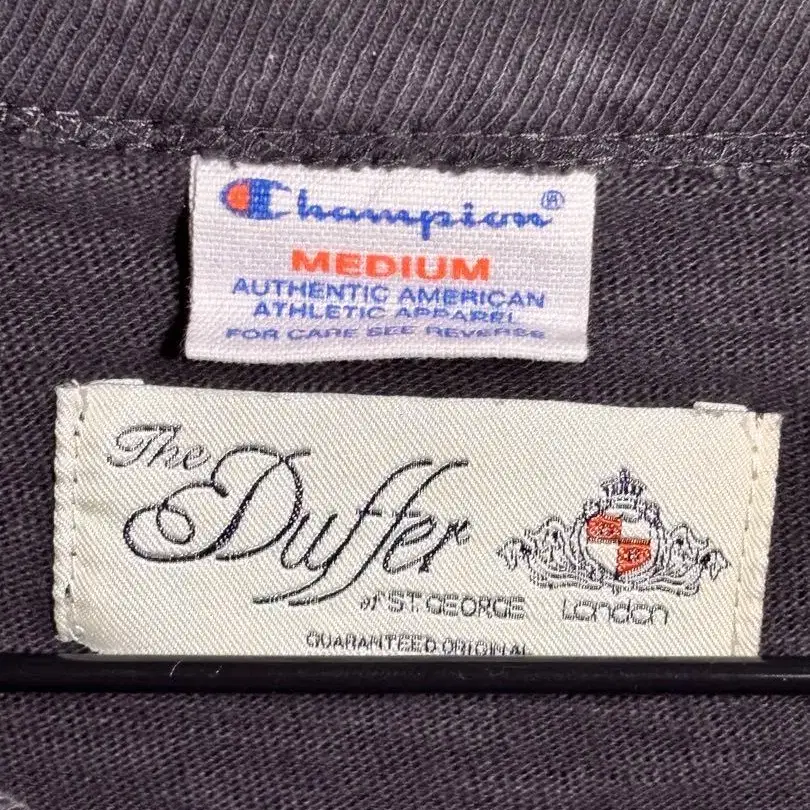 Champion®
MEDIUM
AUTHENTIC AMERICAN
ATHLETIC APPAREL
FOR CARE SEE REVERSE
The
Duffer
of ST. GEORGE London
GUARANTEED ORIGINAL